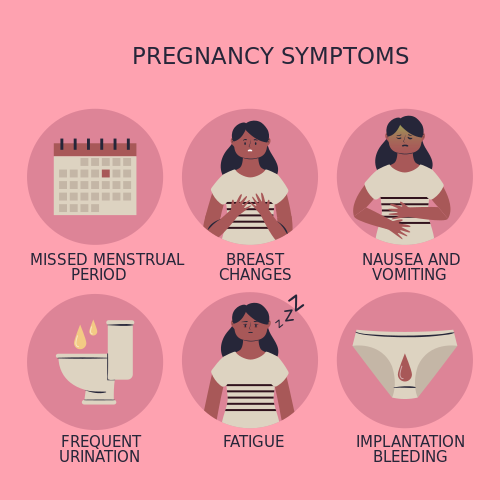 PREGNANCY SYMPTOMS
MISSED MENSTRUAL
PERIOD
BREAST
CHANGES
NAUSEA AND
VOMITING
z z Z
FREQUENT
URINATION
FATIGUE
IMPLANTATION
BLEEDING